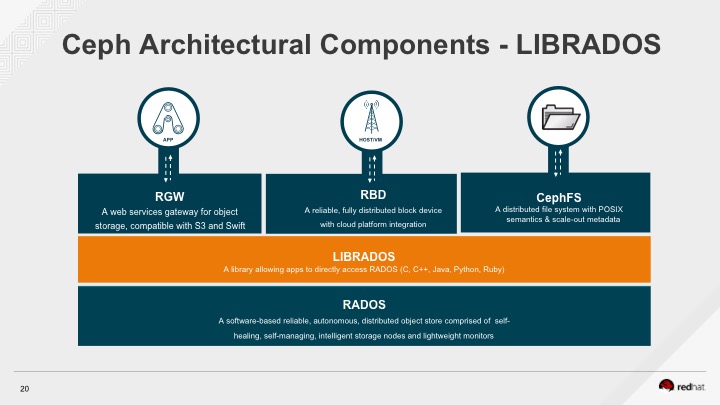 Ceph Architectural Components - LIBRADOS
APP
HOST/VM
RGW
A web services gateway for object
storage, compatible with S3 and Swift
RBD
A reliable, fully distributed block device
with cloud platform integration
CephFS
A distributed file system with POSIX
semantics & scale-out metadata
LIBRADOS
A library allowing apps to directly access RADOS (C, C++, Java, Python, Ruby)
RADOS
A software-based reliable, autonomous, distributed object store comprised of self-
healing, self-managing, intelligent storage nodes and lightweight monitors
20
redhat.